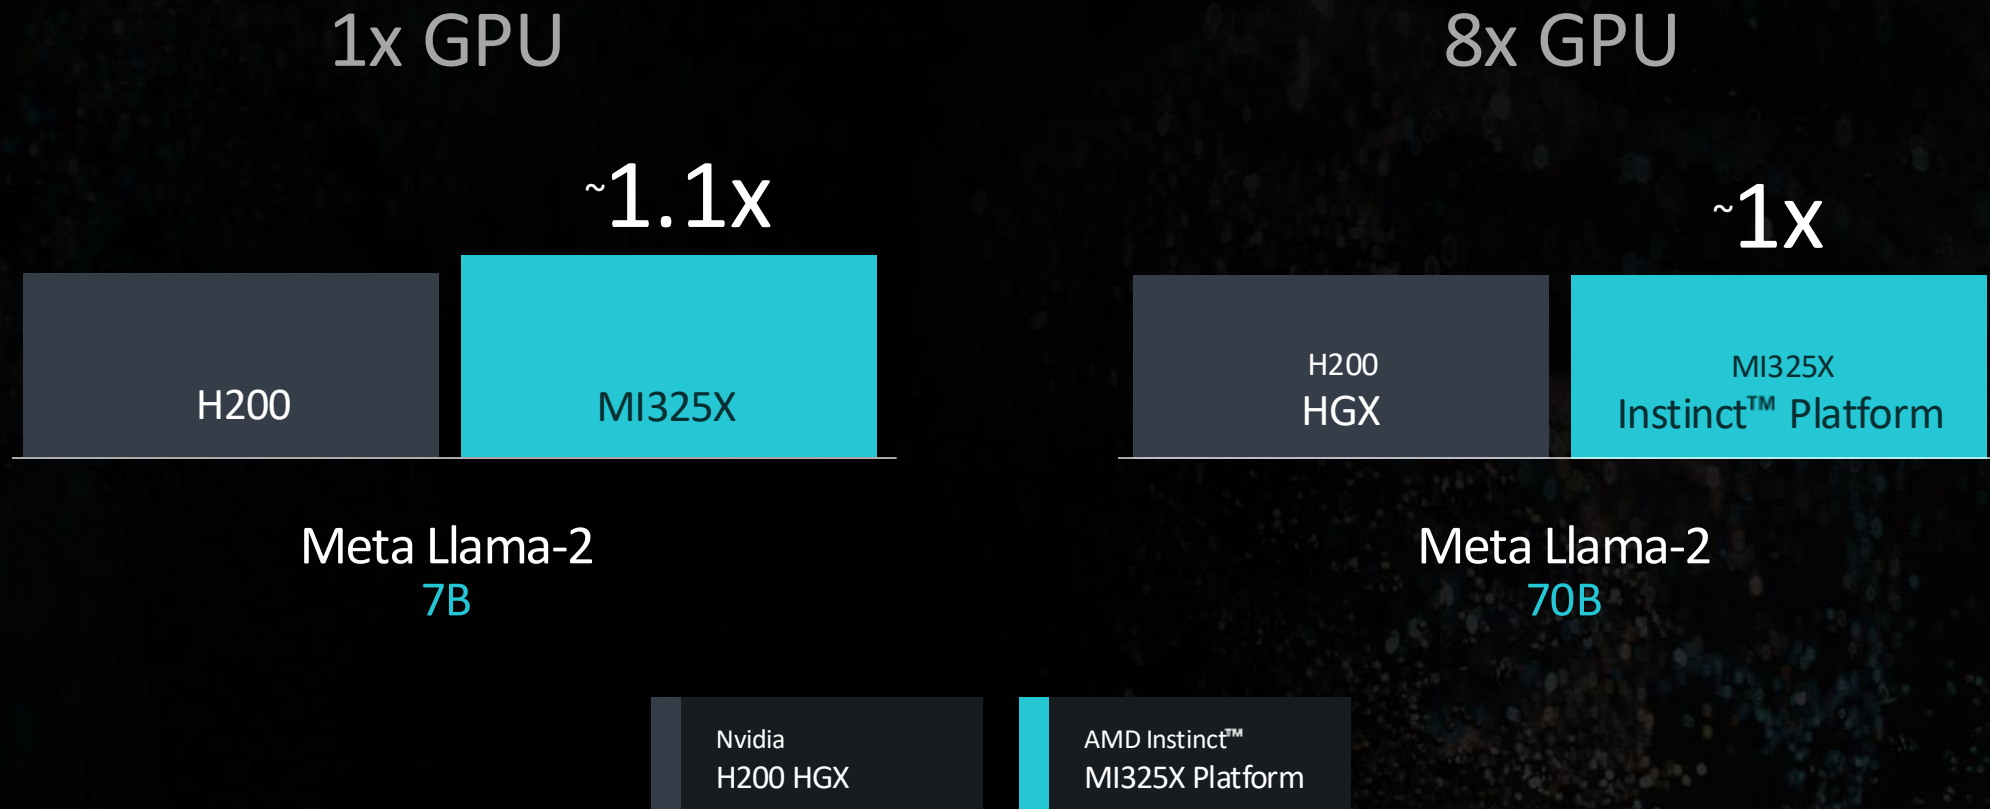 1x GPU
~1.1x
H200
MI325X
Meta Llama-2
7B
8x GPU
~1x
H200
HGX
MI325X
Instinct™ Platform
Meta Llama-2
70B
Nvidia
H200 HGX
AMD Instinct™
MI325X Platform